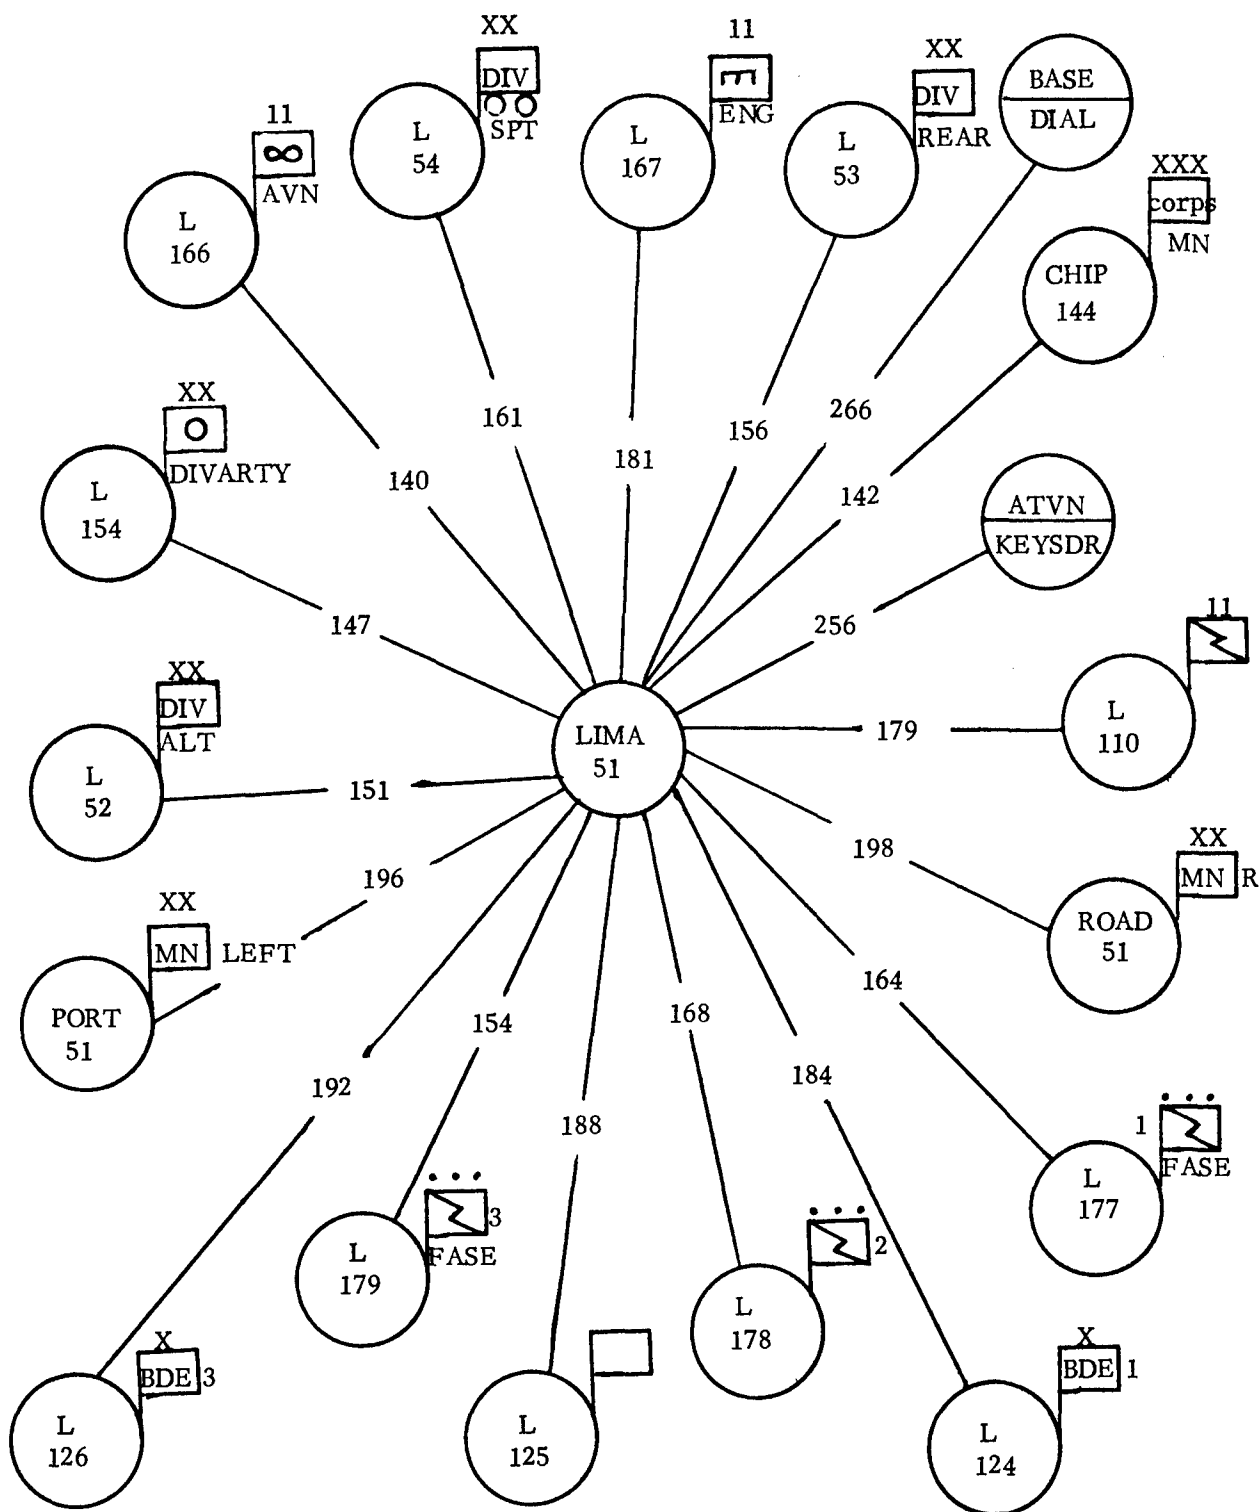 XX
DIV
SPT
L
54
11
E
ENG
L
167
XX
DIV
REAR
L
53
BASE
DIAL
11
AVN
L
166
XXX
corps
MN
CHIP
144
XX
DIVARTY
L
154
161
181
156
266
142
140
ATVN
KEYSDR
147
256
11
L
110
XX
DIV
ALT
L
52
LIMA
51
179
151
198
XX
MN R
ROAD
51
196
XX
MN LEFT
PORT
51
164
154
168
184
192
188
1
FASE
L
177
3
FASE
L
179
2
L
178
X
BDE 3
L
126
L
125
X
BDE 1
L
124